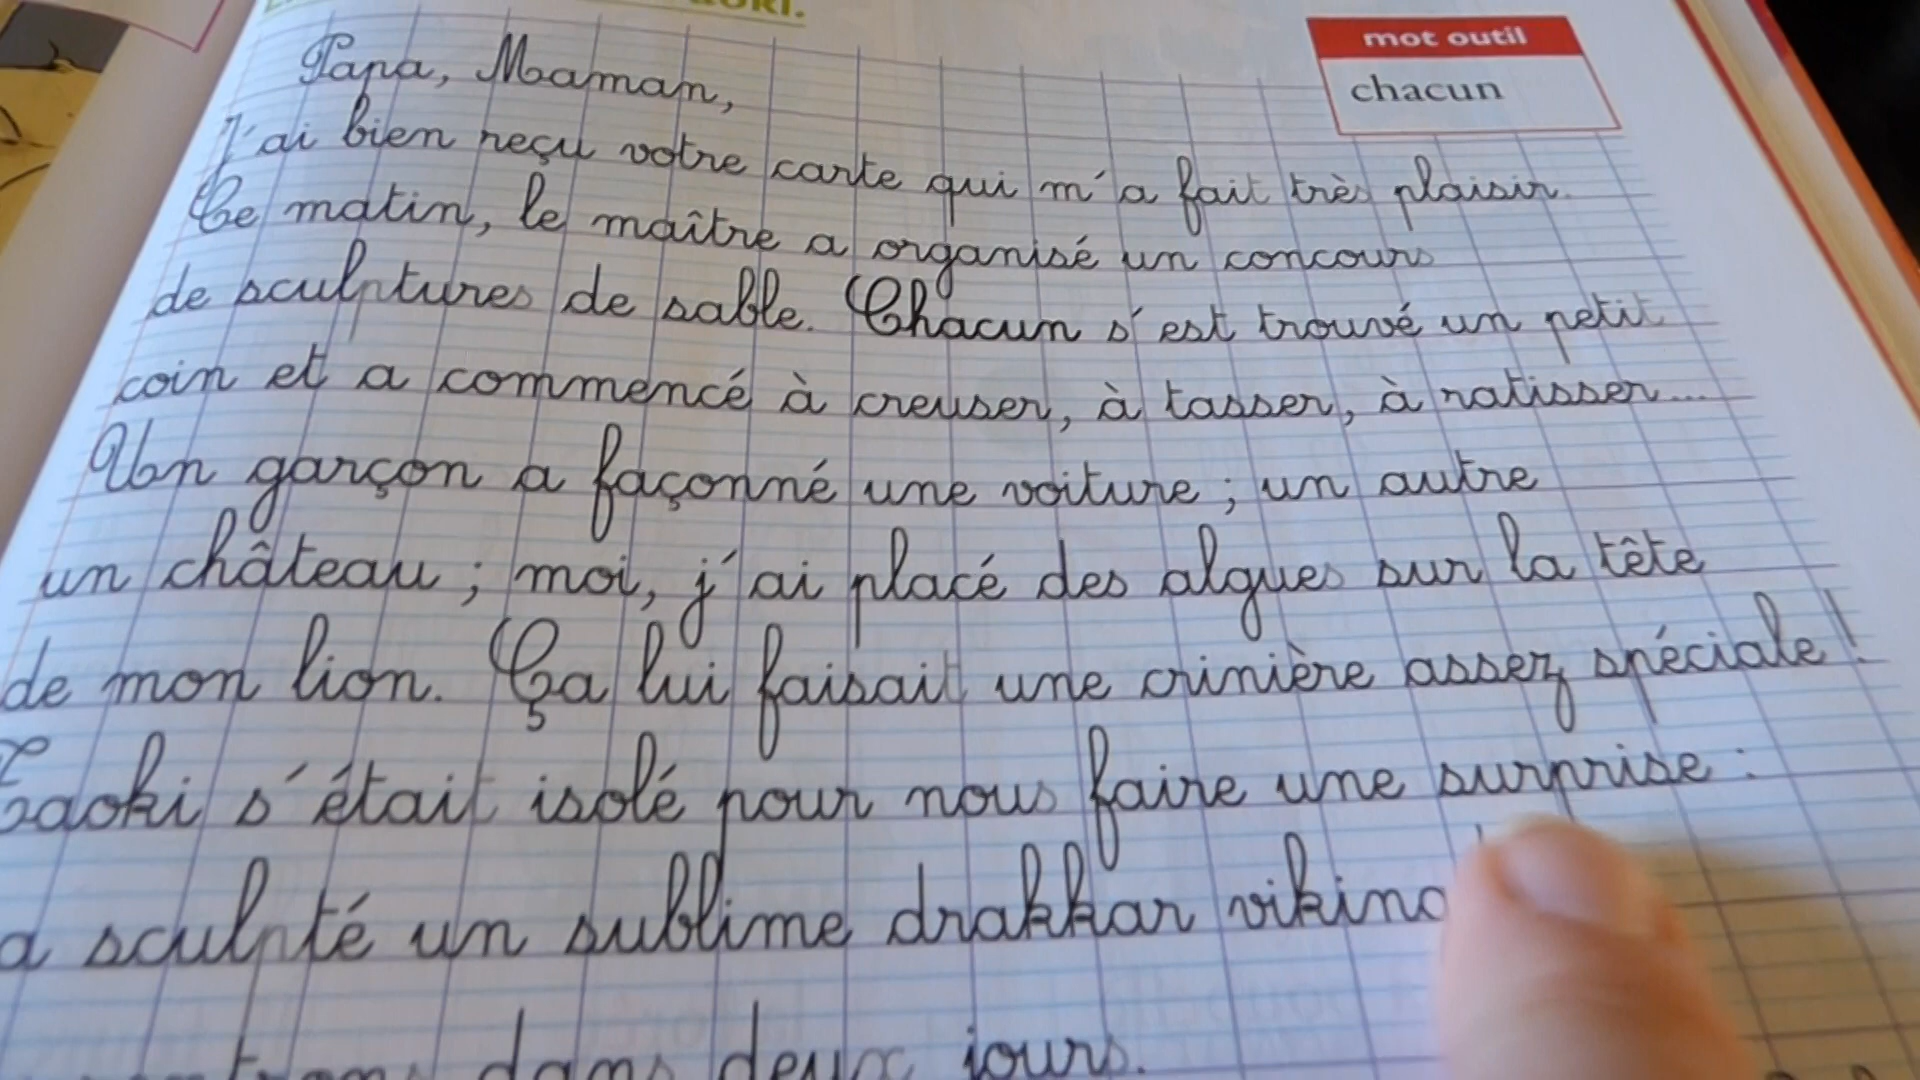 mot outil
chacun
Papa, Maman,
J'ai bien reçu votre carte qui m'a fait très plaisir.
Ce matin, le maître a organisé un concours
de sculptures de sable. Chacun s'est trouvé un petit
coin et a commencé à creuser, à tasser, à ratisser...
Un garçon a façonné une voiture ; un autre
un château ; moi, j'ai placé des algues sur la tête
de mon lion. Ça lui faisait une crinière assez spéciale !
Taoki s'était isolé pour nous faire une surprise :
a sculpté un sublime drakkar
dans deux jours.